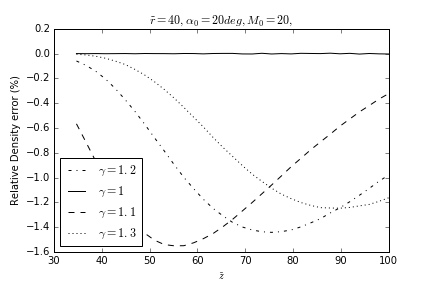 r̃ = 40, α₀ = 20deg, M₀ = 20,
Relative Density error (%)
0.2
0.0
−0.2
−0.4
−0.6
−0.8
−1.0
−1.2
−1.4
−1.6
γ = 1.2
γ = 1
γ = 1.1
γ = 1.3
30 40 50 60 70 80 90 100
z̃